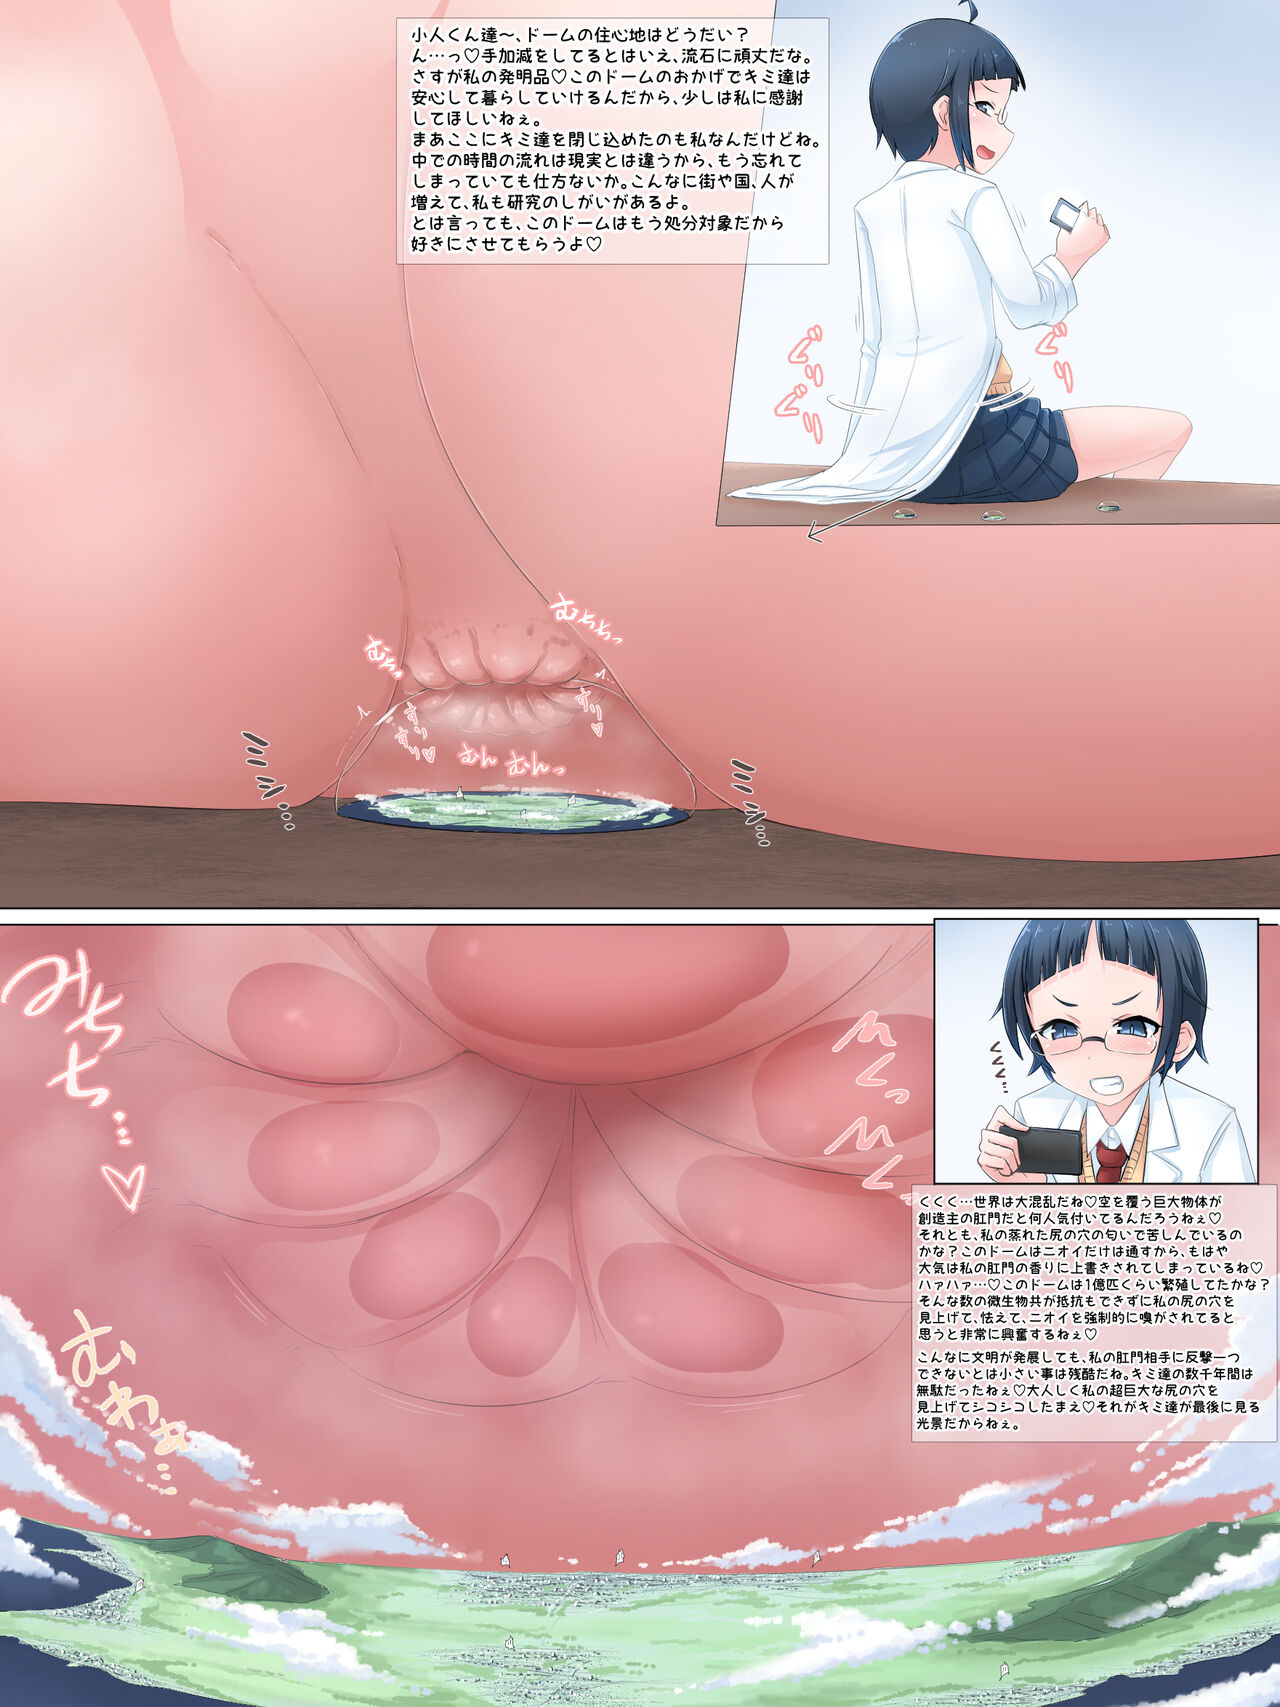 小人くん達～、ドームの住心地はどうだい？
ん…っ♡手加減をしてるとはいえ、流石に頑丈だな。
さすが私の発明品♡このドームのおかげでキミ達は
安心して暮らしていけるんだから、少しは私に感謝
してほしいねぇ。
まあここにキミ達を閉じ込めたのも私なんだけどね。
中での時間の流れは現実とは違うから、もう忘れて
しまっていても仕方ないか。こんなに街や国、人が
増えて、私も研究のしがいがあるよ。
とは言っても、このドームはもう処分対象だから
好きにさせてもらうよ♡
ぐりぐり
ぐり
むちちっ
むちっ
すりすり♡
すり♡
むんむんっ
ミシ…
ミシ…
みちち…♡
ひくっひく
くくく…
くくく…世界は大混乱だね♡空を覆う巨大物体が
創造主の肛門だと何人気付いてるんだろうねぇ♡
それとも、私の蒸れた尻の穴の匂いで苦しんでいるの
かな？このドームはニオイだけは通すから、もはや
大気は私の肛門の香りに上書きされてしまっているね♡
ハァハァ…♡このドームは1億匹くらい繁殖してたかな？
そんな数の微生物共が抵抗もできずに私の尻の穴を
見上げて、怯えて、ニオイを強制的に嗅がされてると
思うと非常に興奮するねぇ♡
こんなに文明が発展しても、私の肛門相手に反撃一つ
できないとは小さい事は残酷だね。キミ達の数千年間は
無駄だったねぇ♡大人しく私の超巨大な尻の穴を
見上げてシコシコしたまえ♡それがキミ達が最後に見る
光景だからねぇ。
むわぁぁ…